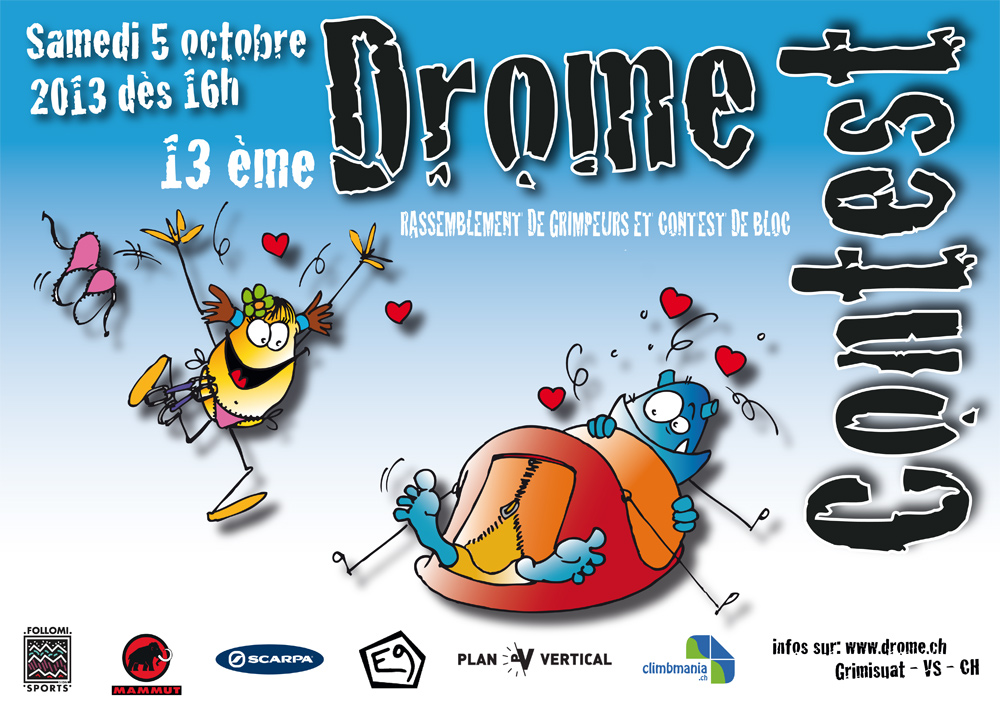 Samedi 5 octobre
2013 dès 16h
13 ème
Drome
Contest
RASSEMBLEMENT DE GRIMPEURS ET CONTEST DE BLOC
FOLLOMI
SPORTS
MAMMUT
SCARPA
E9
PLAN V VERTICAL
climbmania
.ch
infos sur: www.drome.ch
Grimisuat - VS - CH